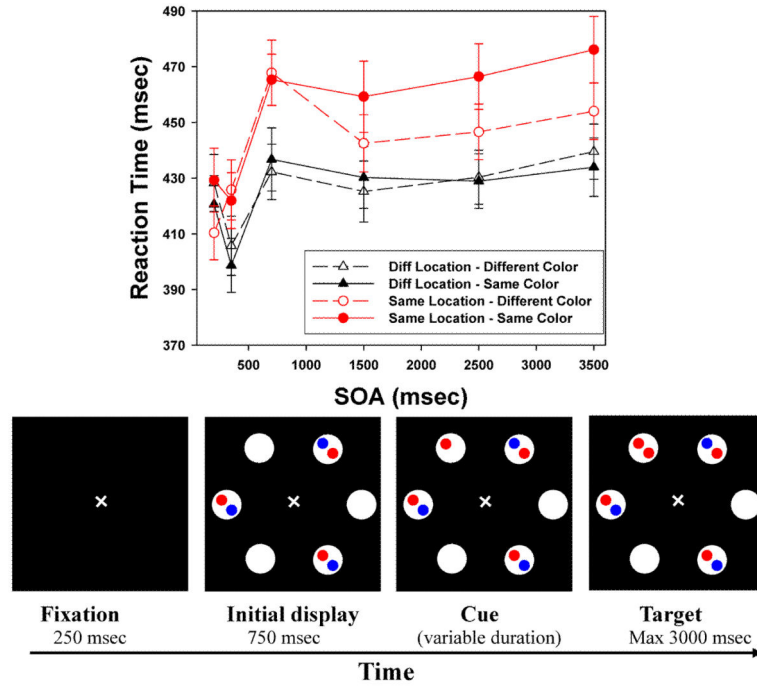 490
470
450
430
410
390
370
Reaction Time (msec)
Diff Location - Different Color
Diff Location - Same Color
Same Location - Different Color
Same Location - Same Color
500 1000 1500 2000 2500 3000 3500
SOA (msec)
Fixation Initial display Cue Target
250 msec 750 msec (variable duration) Max 3000 msec
Time